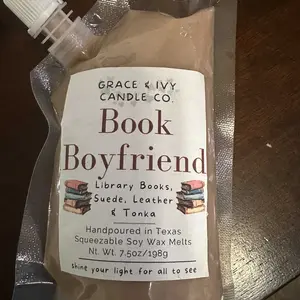 GRACE & IVY
CANDLE CO.
Book
Boyfriend
Library Books,
Suede, Leather
& Tonka
Handpoured in Texas
Squeezable Soy Wax Melts
Nt. Wt. 7.5oz/198g
shine your light for all to see